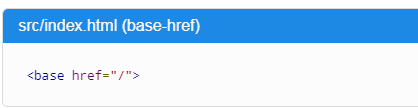 src/index.html (base-href)
<base href="/">